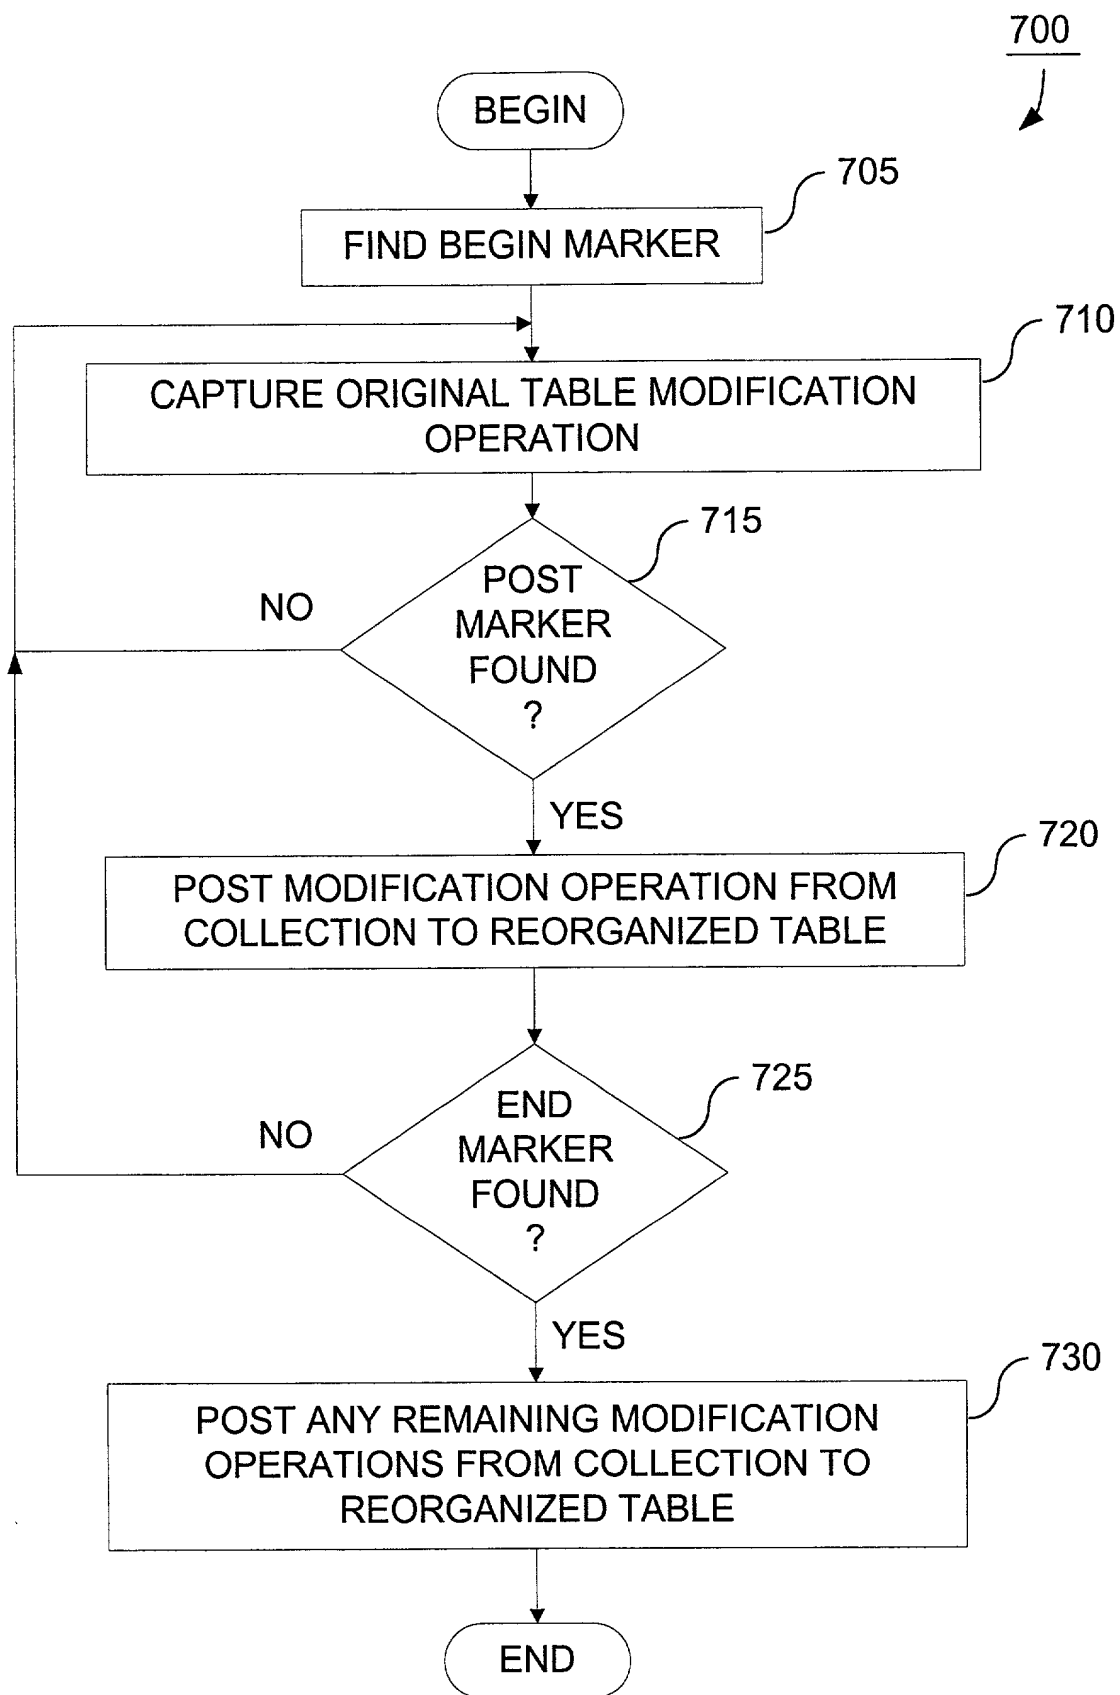 700
BEGIN
705
FIND BEGIN MARKER
710
CAPTURE ORIGINAL TABLE MODIFICATION
OPERATION
715
POST
MARKER
FOUND
?
NO
YES
720
POST MODIFICATION OPERATION FROM
COLLECTION TO REORGANIZED TABLE
725
END
MARKER
FOUND
?
NO
YES
730
POST ANY REMAINING MODIFICATION
OPERATIONS FROM COLLECTION TO
REORGANIZED TABLE
END